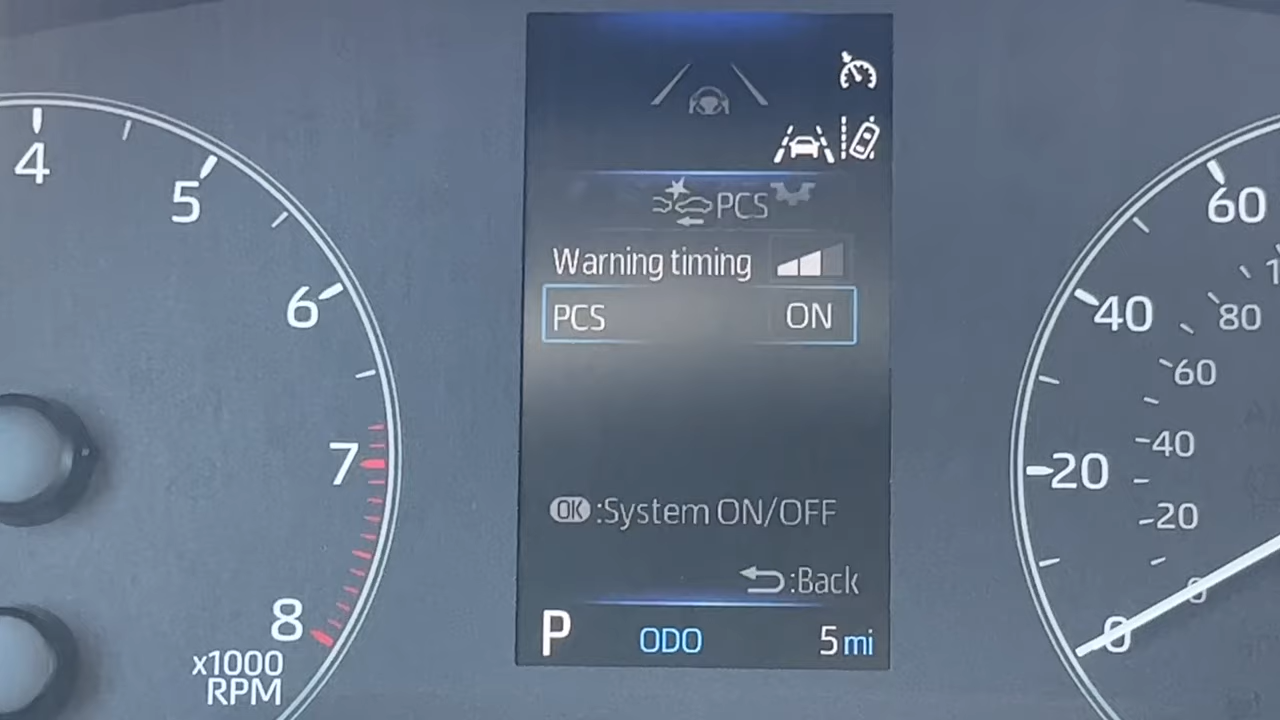 4
5
6
7
8
x1000
RPM
PCS
Warning timing
PCS ON
OK :System ON/OFF
:Back
P ODO 5 mi
60
40
20
0
80
60
40
20
0